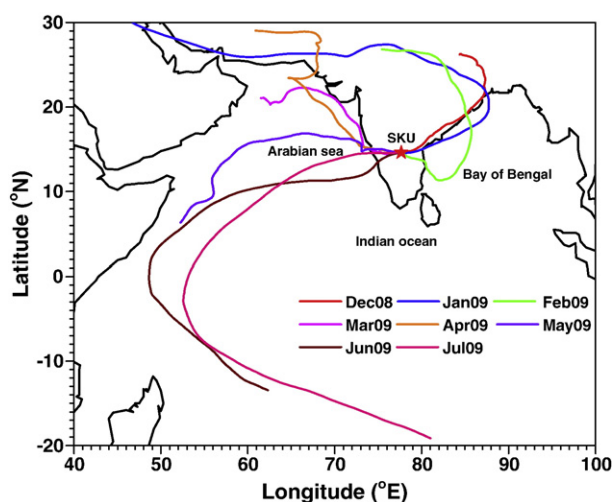 30
20
10
0
-10
-20
Latitude (°N)
SKU
Arabian sea
Bay of Bengal
Indian ocean
Dec08 Jan09 Feb09
Mar09 Apr09 May09
Jun09 Jul09
40 50 60 70 80 90 100
Longitude (°E)